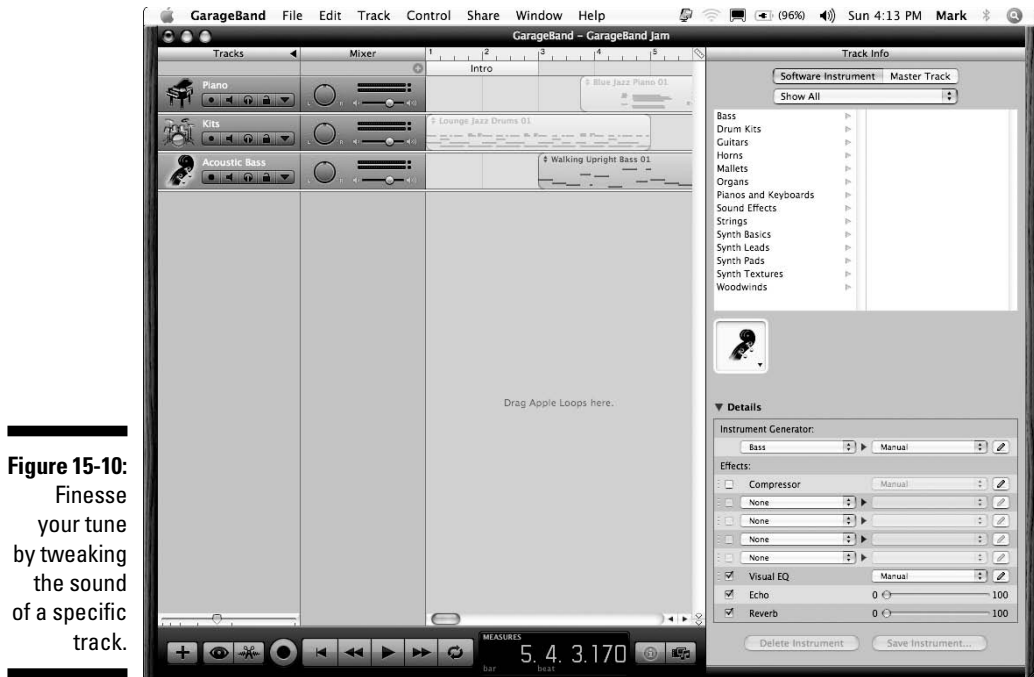 GarageBand File Edit Track Control Share Window Help (96%) Sun 4:13 PM Mark
GarageBand – GarageBand Jam
Tracks Mixer 1 2 3 4 5
Intro
Piano
Blue Jazz Piano 01
Kits
Lounge Jazz Drums 01
Acoustic Bass
Walking Upright Bass 01
Drag Apple Loops here.
MEASURES
5. 4. 3.170
bar beat
Track Info
Software Instrument Master Track
Show All
Bass
Drum Kits
Guitars
Horns
Mallets
Organs
Pianos and Keyboards
Sound Effects
Strings
Synth Basics
Synth Leads
Synth Pads
Synth Textures
Woodwinds
Details
Instrument Generator:
Bass Manual
Effects:
Compressor Manual
None
None
None
None
Visual EQ Manual
Echo 0 100
Reverb 0 100
Delete Instrument Save Instrument...
Figure 15-10:
Finesse
your tune
by tweaking
the sound
of a specific
track.